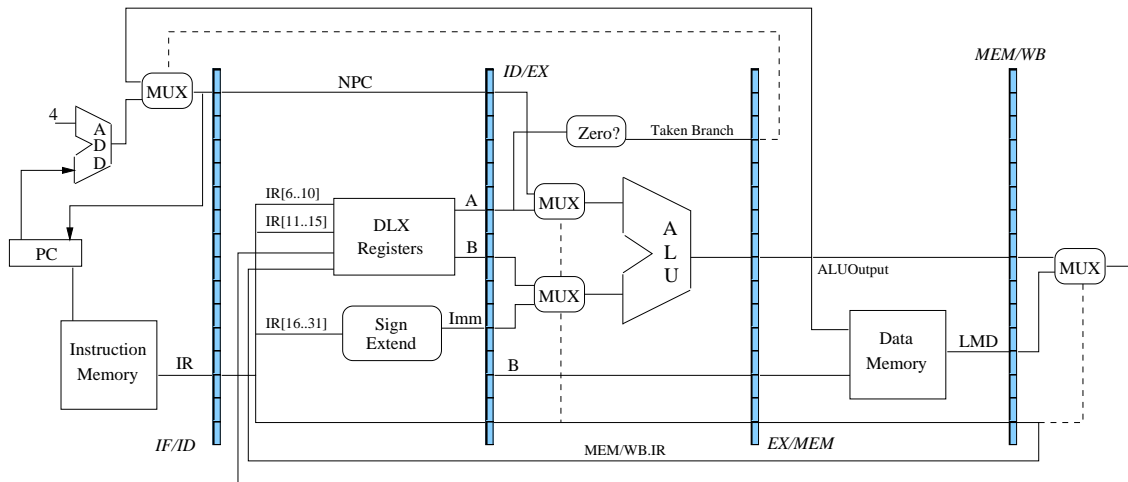 MEM/WB
ID/EX
NPC
MUX
4
A
D
D
Zero?
Taken Branch
IR[6..10]
A
MUX
IR[11..15]
DLX
Registers
A
L
U
PC
B
ALUOutput
MUX
MUX
Imm
IR[16..31]
Sign
Extend
Instruction
Memory
IR
Data
Memory
LMD
B
IF/ID
EX/MEM
MEM/WB.IR